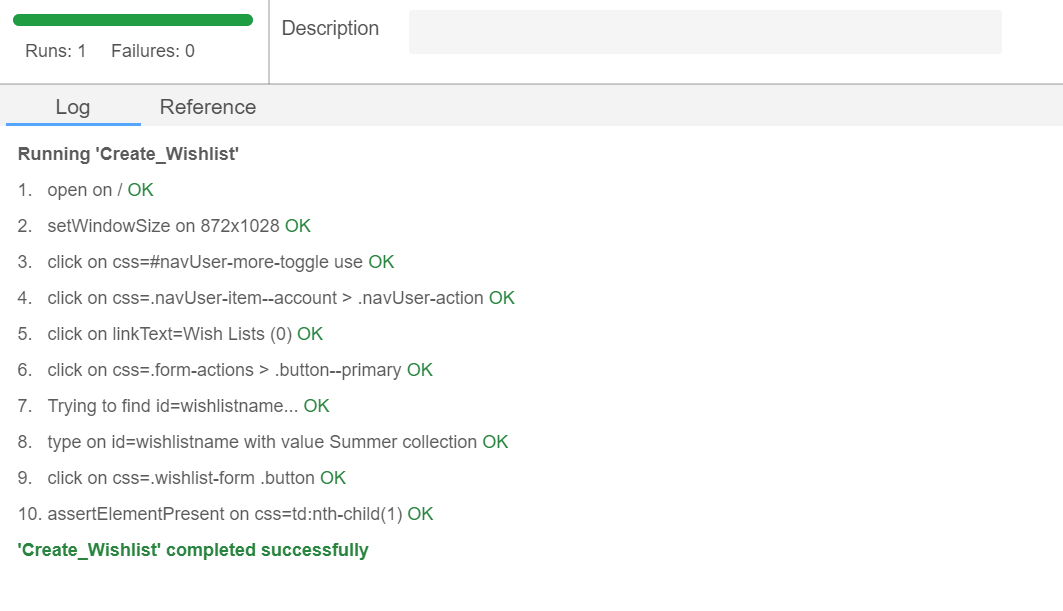 Runs: 1 Failures: 0
Description
Log Reference
Running 'Create_Wishlist'
1. open on / OK
2. setWindowSize on 872x1028 OK
3. click on css=#navUser-more-toggle use OK
4. click on css=.navUser-item--account > .navUser-action OK
5. click on linkText=Wish Lists (0) OK
6. click on css=.form-actions > .button--primary OK
7. Trying to find id=wishlistname... OK
8. type on id=wishlistname with value Summer collection OK
9. click on css=.wishlist-form .button OK
10. assertElementPresent on css=td:nth-child(1) OK
'Create_Wishlist' completed successfully